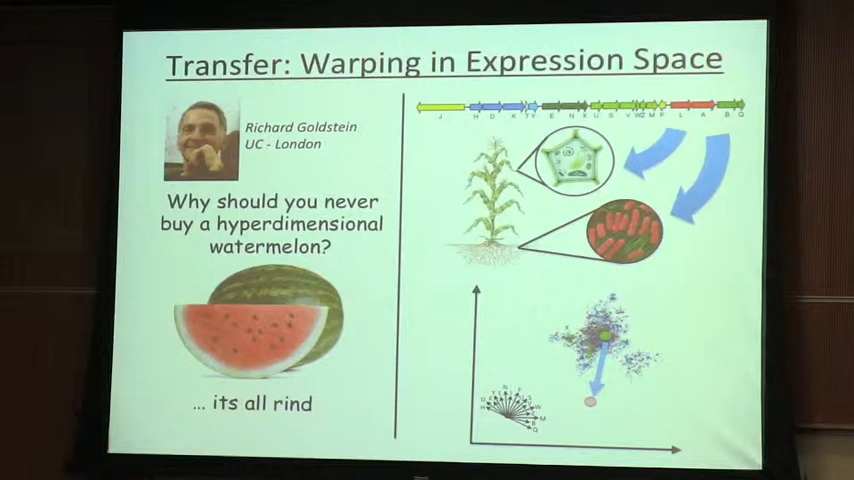 Transfer: Warping in Expression Space
Richard Goldstein
UC - London
Why should you never
buy a hyperdimensional
watermelon?
... its all rind
J H D K T Y E N X U S V W Z M F L A B Q